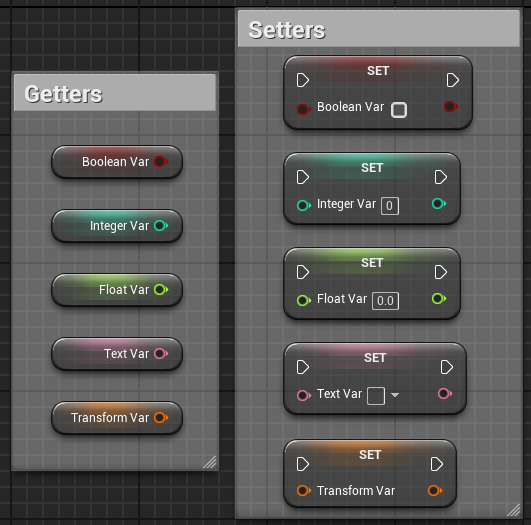 Getters
Boolean Var
Integer Var
Float Var
Text Var
Transform Var
Setters
SET
Boolean Var
SET
Integer Var 0
SET
Float Var 0.0
SET
Text Var
SET
Transform Var